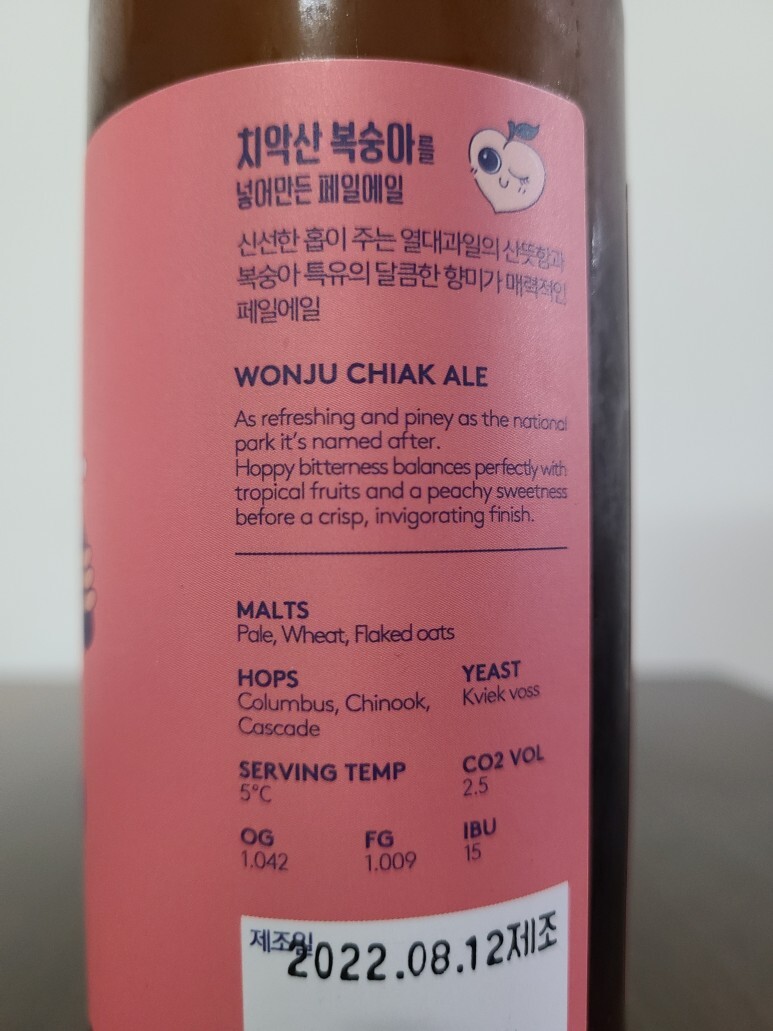 치악산 복숭아를
넣어만든 페일에일
신선한 홉이 주는 열대과일의 산뜻함과
복숭아 특유의 달큼한 향미가 매력적인
페일에일
WONJU CHIAK ALE
As refreshing and piney as the national
park it's named after.
Hoppy bitterness balances perfectly with
tropical fruits and a peachy sweetness
before a crisp, invigorating finish.
MALTS
Pale, Wheat, Flaked oats
HOPS
Columbus, Chinook,
Cascade
YEAST
Kviek voss
SERVING TEMP
5°C
CO2 VOL
2.5
OG
1.042
FG
1.009
IBU
15
제조일
2022.08.12제조